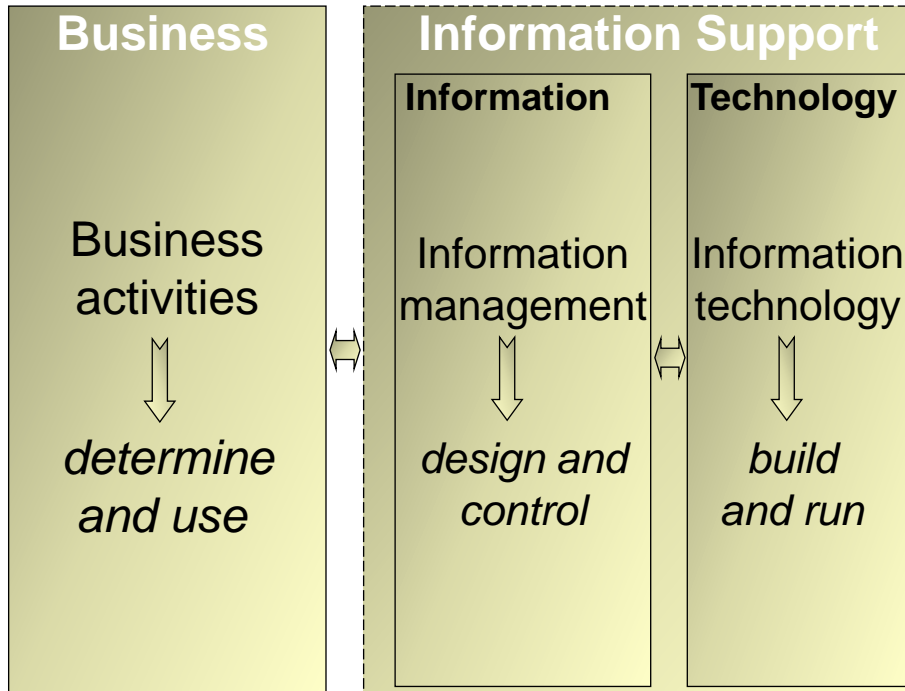 Business
Business
activities
determine
and use
Information Support
Information
Information
management
design and
control
Technology
Information
technology
build
and run